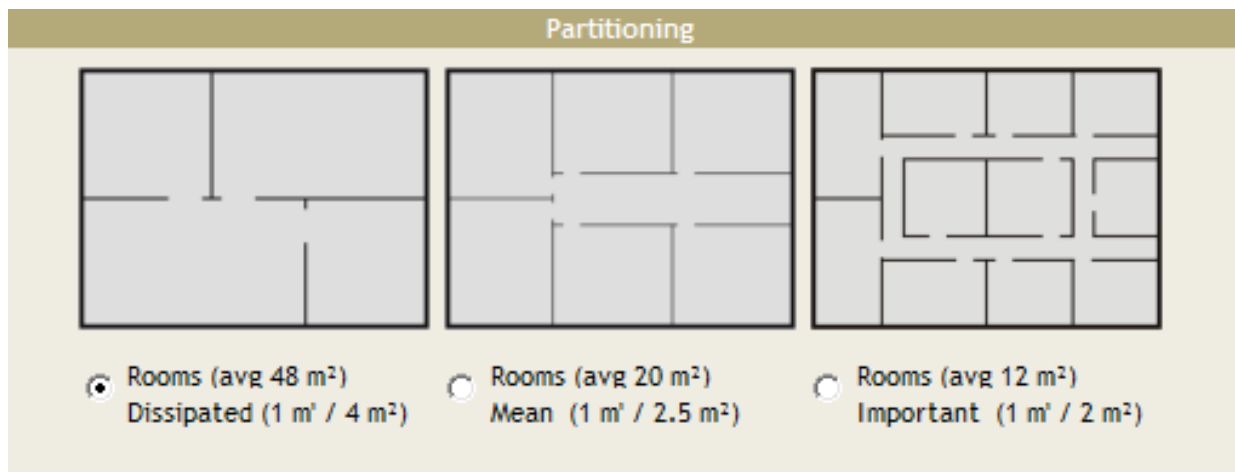 Partitioning
Rooms (avg 48 m²)
Dissipated (1 m' / 4 m²)
Rooms (avg 20 m²)
Mean (1 m' / 2.5 m²)
Rooms (avg 12 m²)
Important (1 m' / 2 m²)